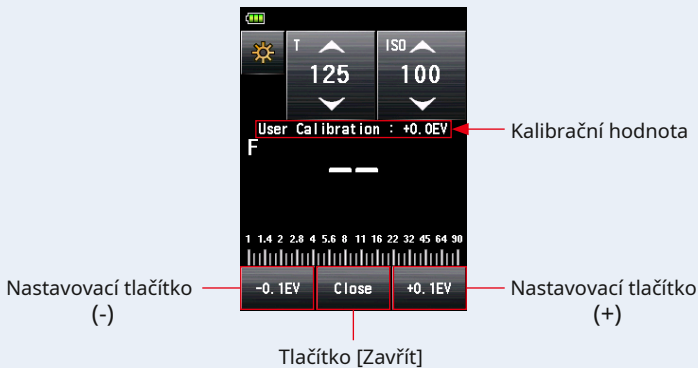 T
ISO
125
100
User Calibration : +0.0EV
Kalibrační hodnota
F
1 1.4 2 2.8 4 5.6 8 11 16 22 32 45 64 90
Nastavovací tlačítko
(-)
-0.1EV
Close
+0.1EV
Nastavovací tlačítko
(+)
Tlačítko [Zavřít]